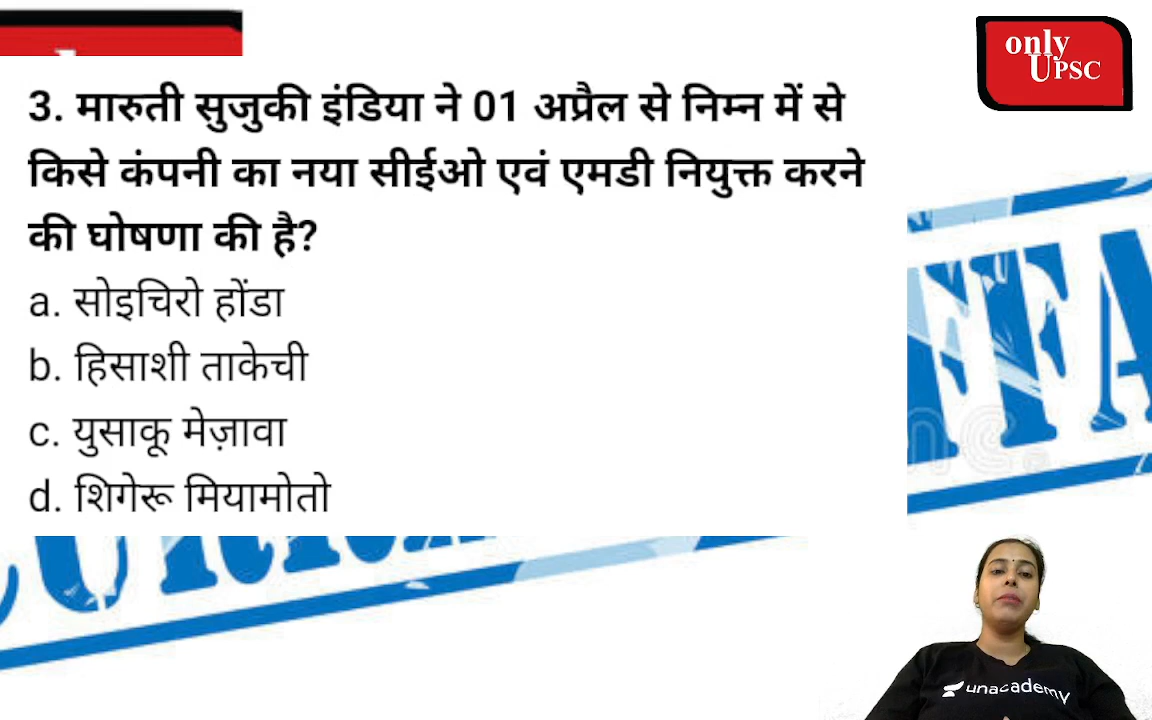 only
UPSC
3. मारुती सुजुकी इंडिया ने 01 अप्रैल से निम्न में से
किसे कंपनी का नया सीईओ एवं एमडी नियुक्त करने
की घोषणा की है?
a. सोइचिरो होंडा
b. हिसाशी ताकेची
c. युसाकू मेज़ावा
d. शिगेरू मियामोतो
unacademy